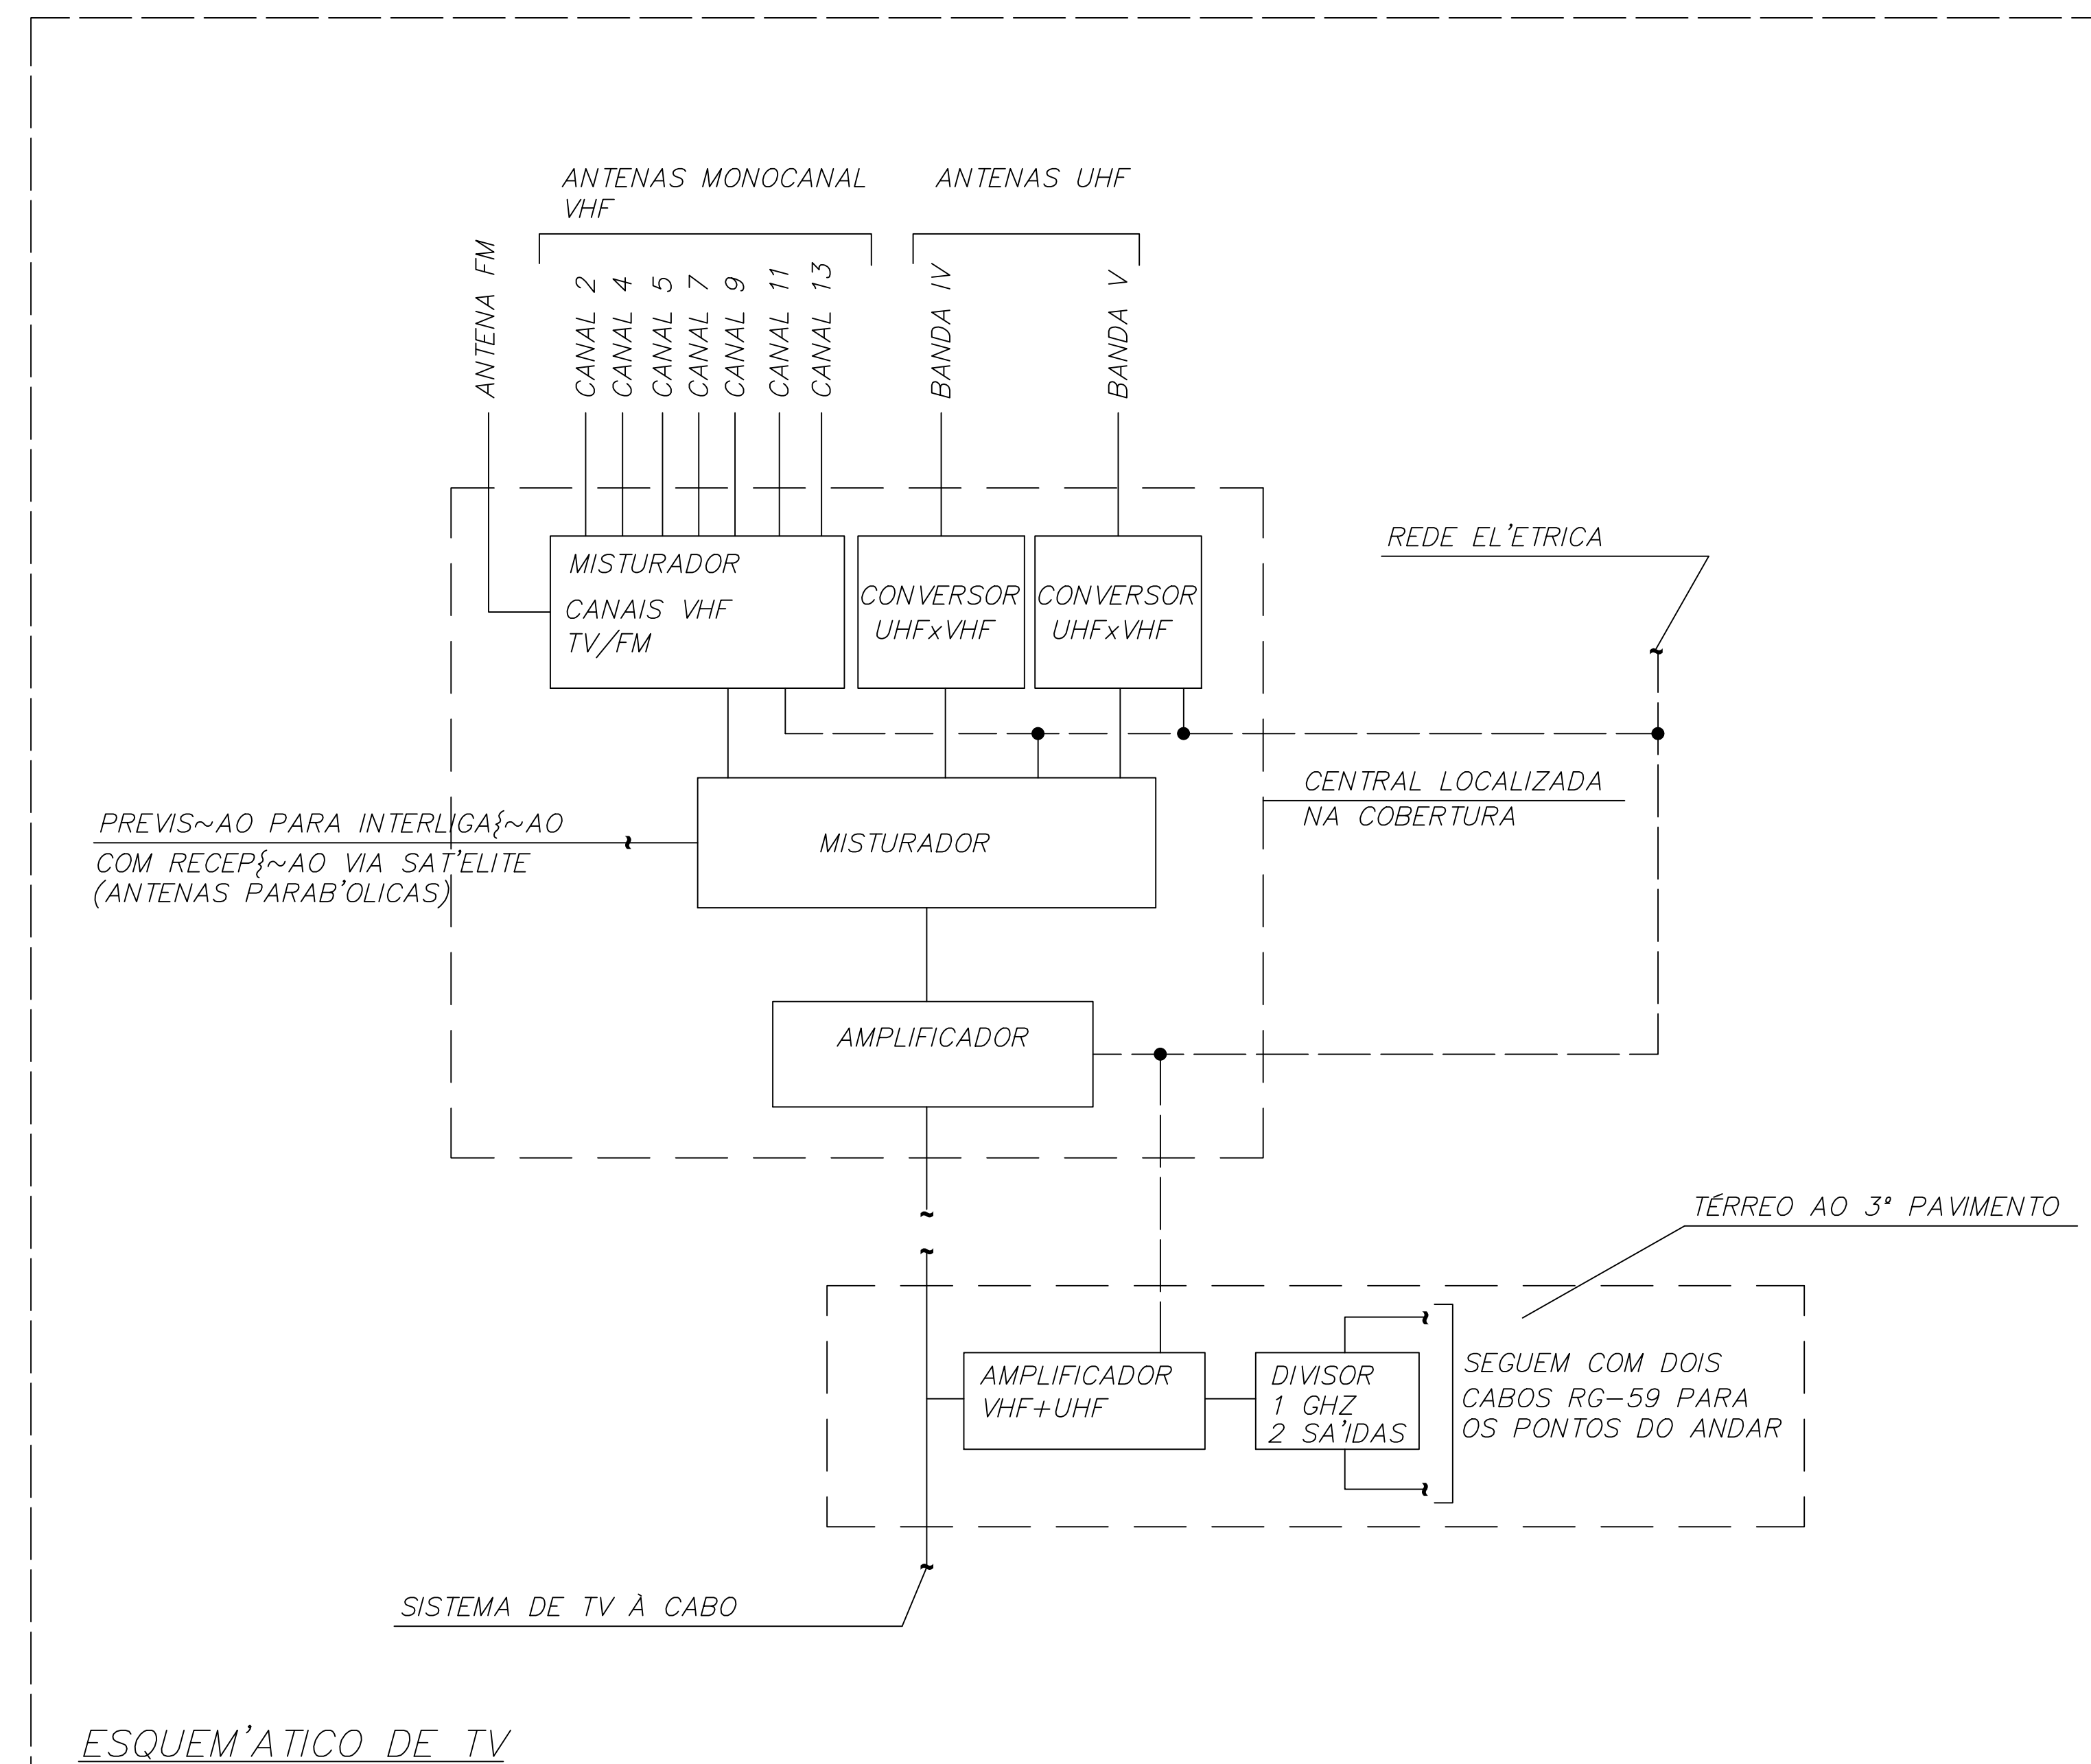 ANTENAS MONOCANAL
VHF
ANTENAS UHF
ANTENA FM
CANAL 2
CANAL 4
CANAL 5
CANAL 7
CANAL 9
CANAL 11
CANAL 13
BANDA IV
BANDA V
MISTURADOR
CANAIS VHF
TV/FM
CONVERSOR
UHFxVHF
CONVERSOR
UHFxVHF
REDE EL'ETRICA
CENTRAL LOCALIZADA
NA COBERTURA
PREVIS~AO PARA INTERLIGA{~AO
COM RECEP{~AO VIA SAT'ELITE
(ANTENAS PARAB'OLICAS)
MISTURADOR
AMPLIFICADOR
TÉRREO AO 3º PAVIMENTO
AMPLIFICADOR
VHF+UHF
DIVISOR
1 GHZ
2 SA'IDAS
SEGUEM COM DOIS
CABOS RG-59 PARA
OS PONTOS DO ANDAR
SISTEMA DE TV À CABO
ESQUEM'ATICO DE TV